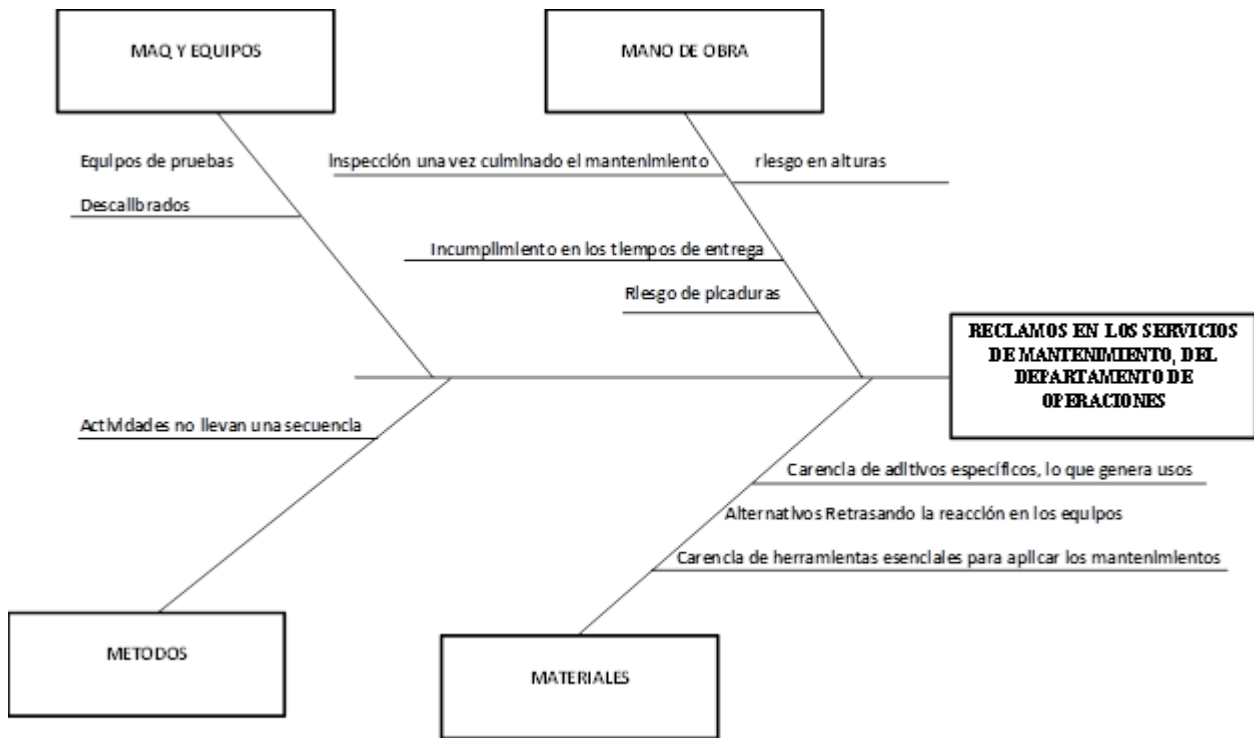 MAQ Y EQUIPOS
MANO DE OBRA
Equipos de pruebas
Descalibrados
Inspección una vez culminado el mantenimiento
riesgo en alturas
Incumplimiento en los tiempos de entrega
Riesgo de picaduras
RECLAMOS EN LOS SERVICIOS
DE MANTENIMIENTO, DEL
DEPARTAMENTO DE
OPERACIONES
Actividades no llevan una secuencia
Carencia de aditivos específicos, lo que genera usos
Alternativos Retrasando la reacción en los equipos
Carencia de herramientas esenciales para aplicar los mantenimientos
METODOS
MATERIALES